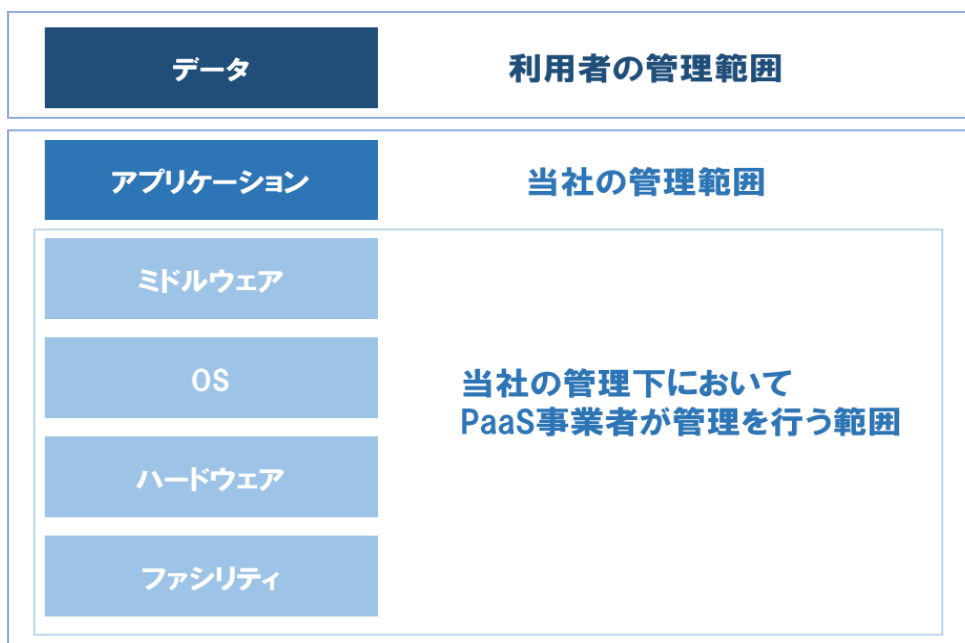 データ
利用者の管理範囲
アプリケーション
当社の管理範囲
ミドルウェア
OS
当社の管理下において
PaaS事業者が管理を行う範囲
ハードウェア
ファシリティ